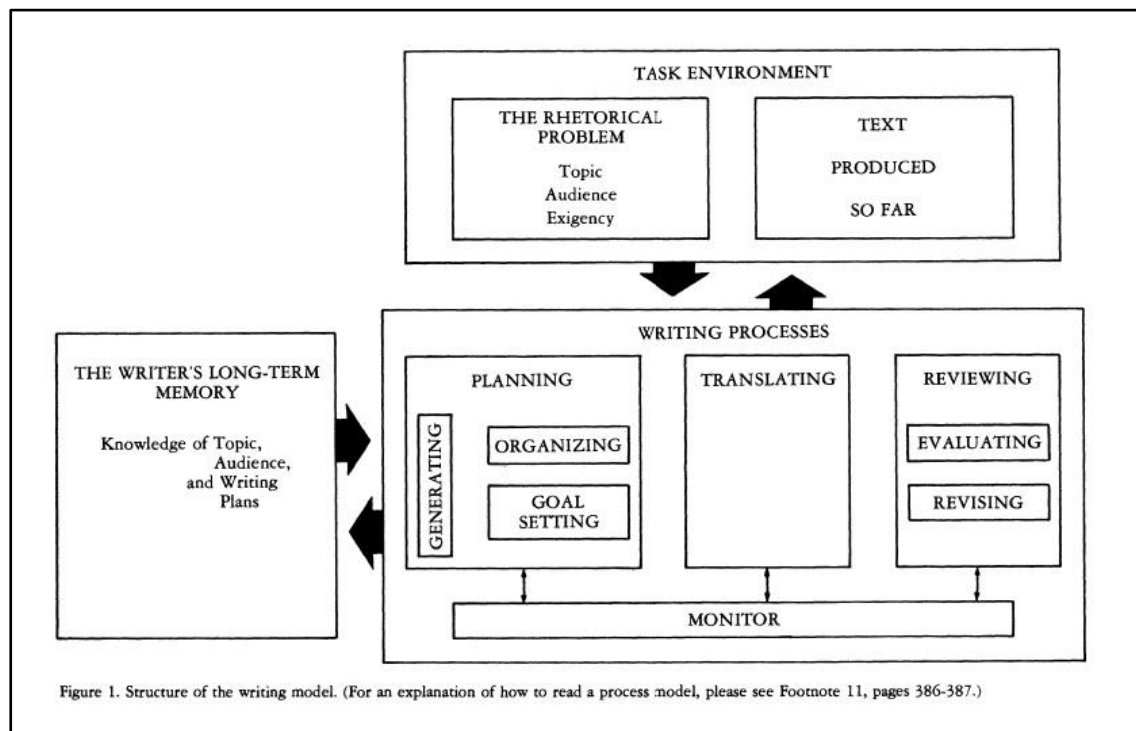 TASK ENVIRONMENT
THE RHETORICAL
PROBLEM
Topic
Audience
Exigency
TEXT
PRODUCED
SO FAR
WRITING PROCESSES
THE WRITER'S LONG-TERM
MEMORY
Knowledge of Topic,
Audience,
and Writing
Plans
PLANNING
GENERATING
ORGANIZING
GOAL
SETTING
TRANSLATING
REVIEWING
EVALUATING
REVISING
MONITOR
Figure 1. Structure of the writing model. (For an explanation of how to read a process model, please see Footnote 11, pages 386-387.)